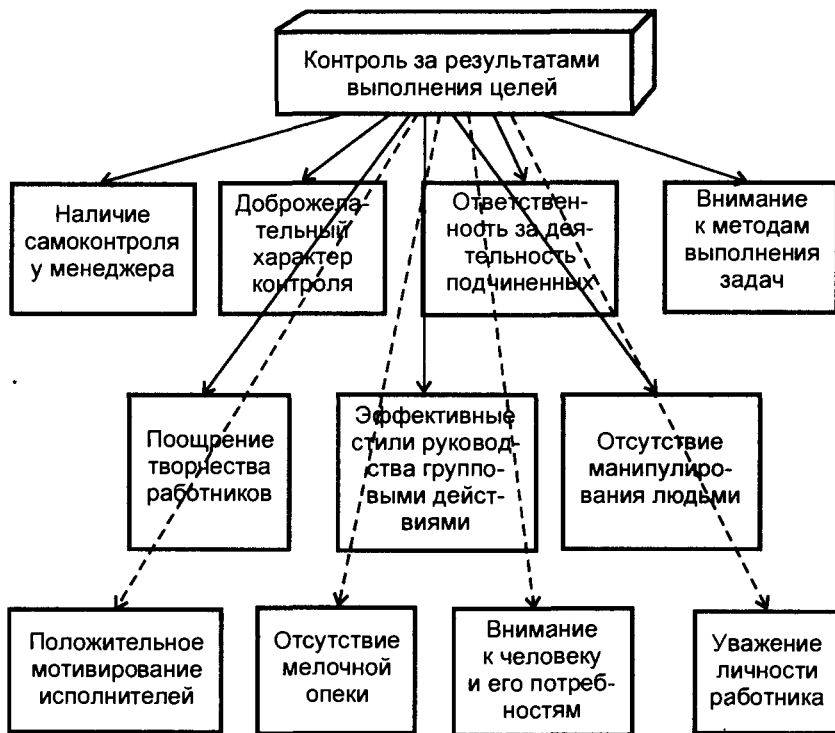 Контроль за результатами
выполнения целей
Наличие
самоконтроля
у менеджера
Доброжела-
тельный
характер
контроля
Ответствен-
ность за дея-
тельность
подчиненных
Внимание
к методам
выполнения
задач
Поощрение
творчества
работников
Эффективные
стили руковод-
ства группо-
выми дейст-
виями
Отсутствие
манипулиро-
вания людьми
Положительное
мотивирование
исполнителей
Отсутствие
мелочной
опеки
Внимание
к человеку
и его потреб-
ностям
Уважение
личности
работника